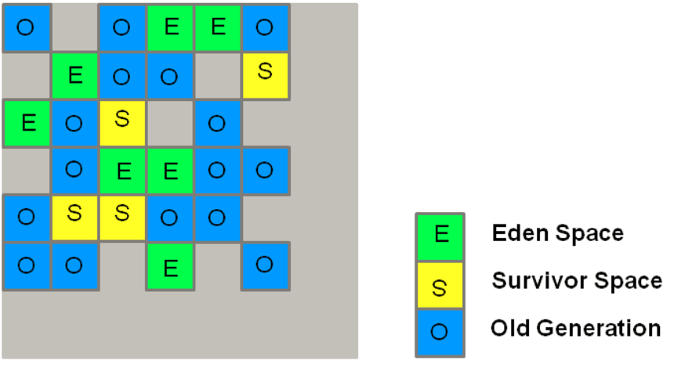 O O E E O
E O O S
E O S O
O E E O O
O S S O O
O O E O
E Eden Space
S Survivor Space
O Old Generation